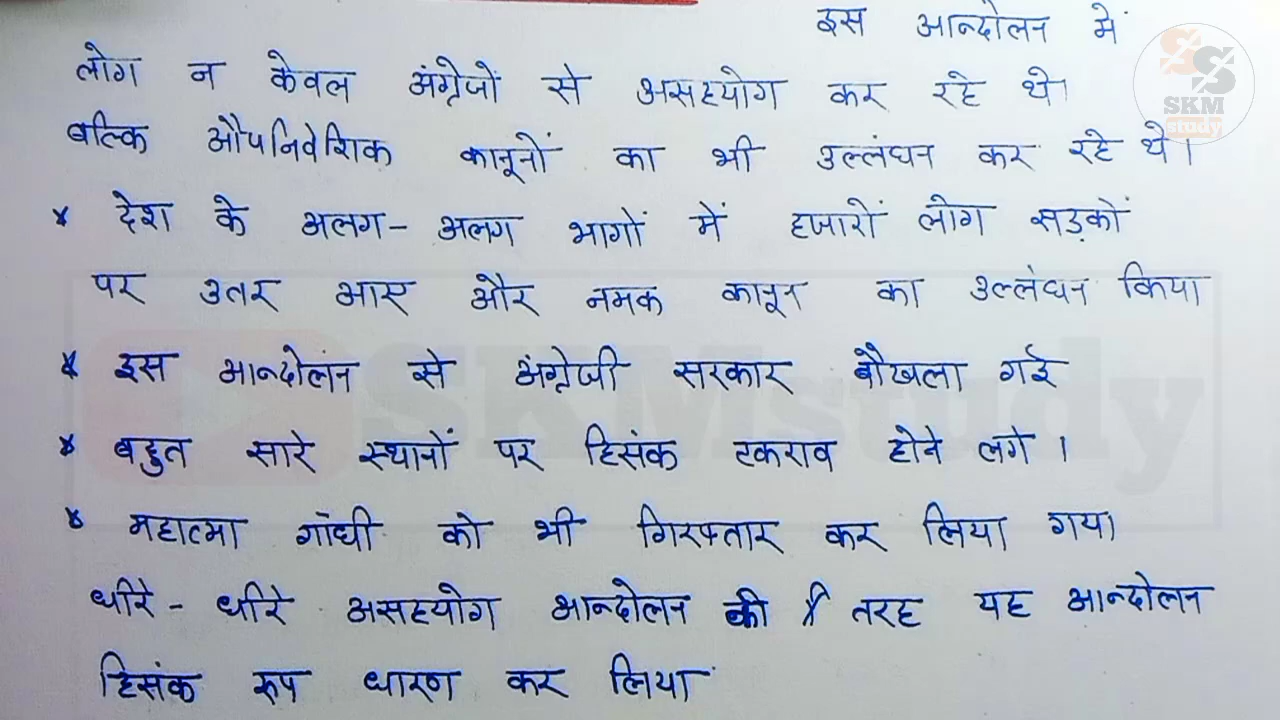 इस आन्दोलन में
लोग न केवल अंग्रेजों से असहयोग कर रहे थे।
बल्कि औपनिवेशिक कानूनों का भी उल्लंघन कर रहे थे।
* देश के अलग - अलग भागों में हजारों लोग सड़कों
पर उतर आए और नमक कानून का उल्लंघन किया
* इस आन्दोलन से अंग्रेजी सरकार बौखला गई
* बहुत सारे स्थानों पर हिसंक टकराव होने लगे।
* महात्मा गांधी को भी गिरफ्तार कर लिया गया
धीरे - धीरे असहयोग आन्दोलन की तरह यह आन्दोलन
हिसंक रूप धारण कर लिया
SS
SKM
study
SKMstudy